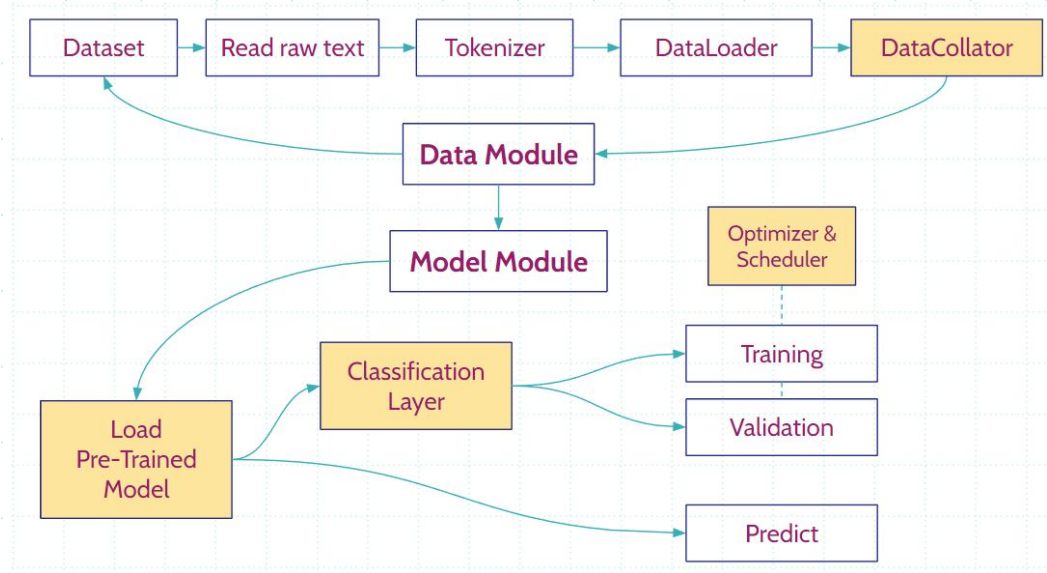 Dataset
Read raw text
Tokenizer
DataLoader
DataCollator
Data Module
Model Module
Optimizer &
Scheduler
Training
Classification
Layer
Load
Pre-Trained
Model
Validation
Predict